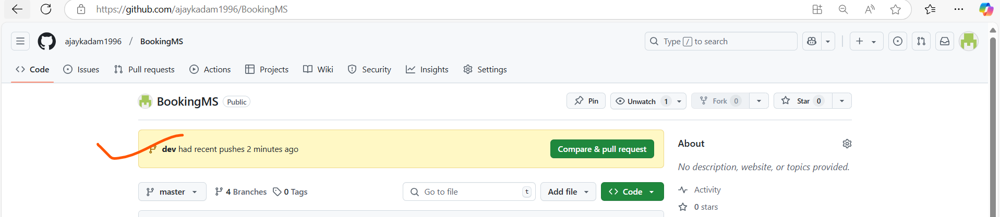 https://github.com/ajaykadam1996/BookingMS
ajaykadam1996 / BookingMS
Type / to search
Code Issues Pull requests Actions Projects Wiki Security Insights Settings
BookingMS Public
Pin Unwatch 1 Fork 0 Star 0
dev had recent pushes 2 minutes ago
Compare & pull request
About
No description, website, or topics provided.
master 4 Branches 0 Tags
Go to file t
Add file
Code
Activity
0 stars